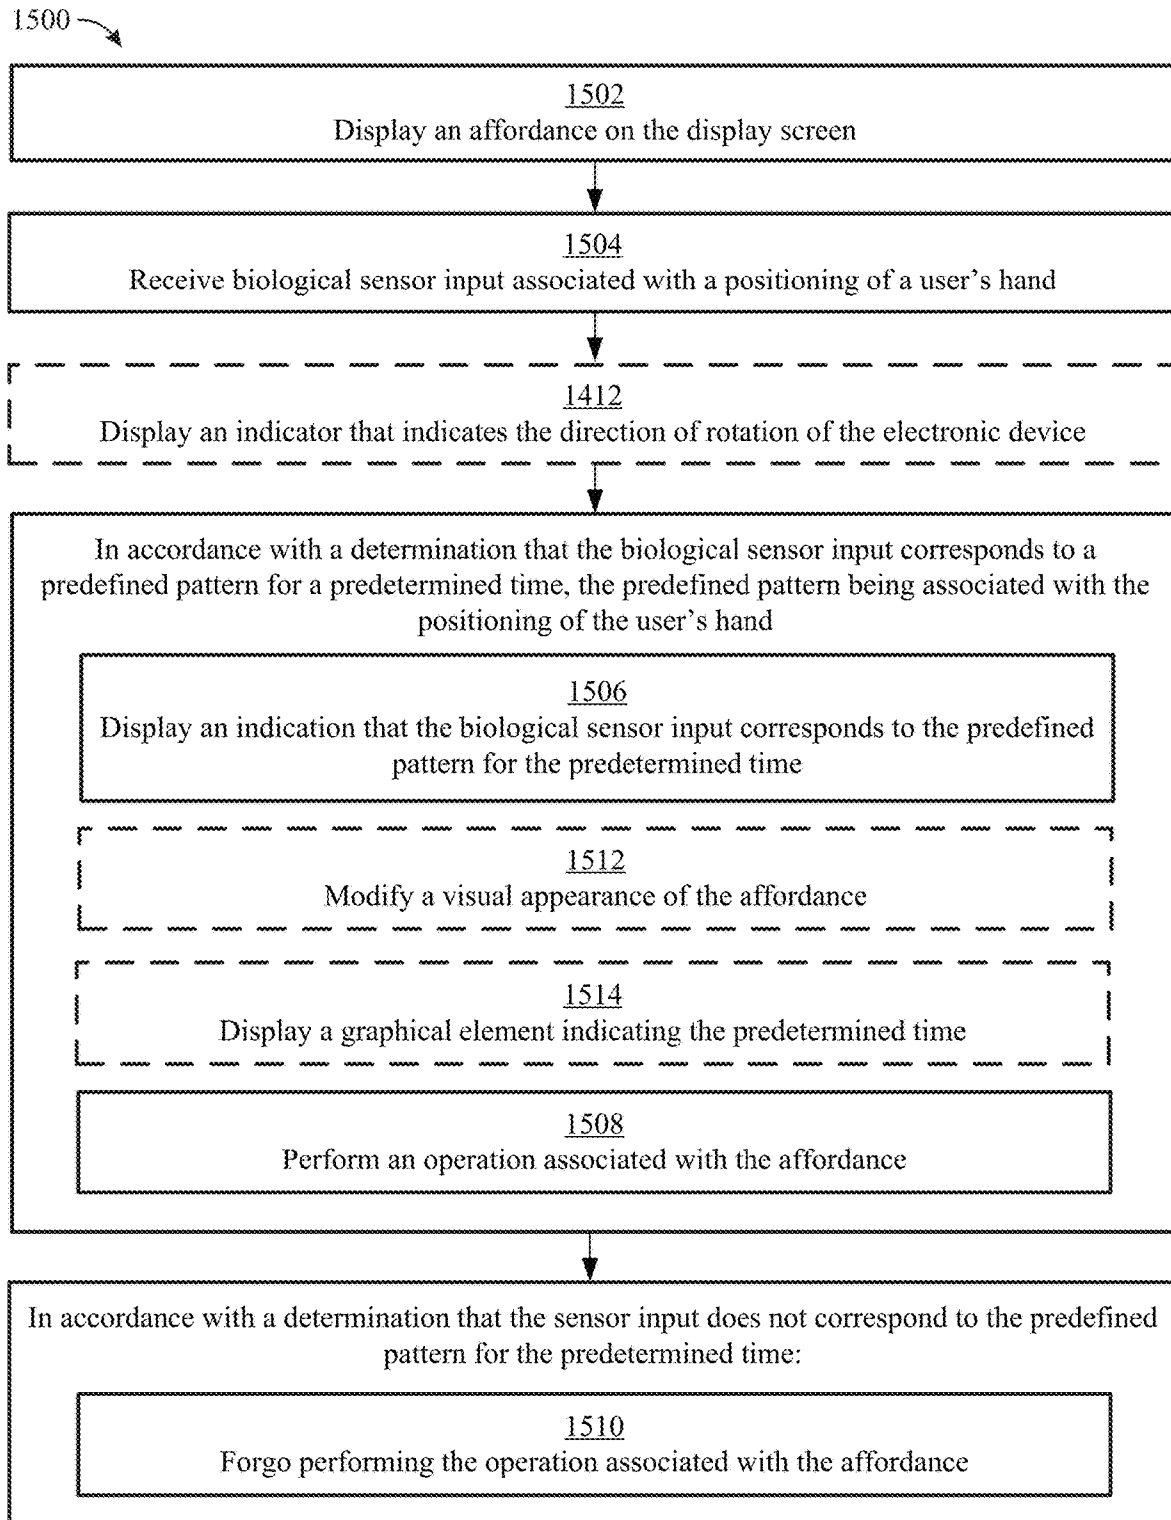 1500
1502
Display an affordance on the display screen
1504
Receive biological sensor input associated with a positioning of a user's hand
1412
Display an indicator that indicates the direction of rotation of the electronic device
In accordance with a determination that the biological sensor input corresponds to a
predefined pattern for a predetermined time, the predefined pattern being associated with the
positioning of the user's hand
1506
Display an indication that the biological sensor input corresponds to the predefined
pattern for the predetermined time
1512
Modify a visual appearance of the affordance
1514
Display a graphical element indicating the predetermined time
1508
Perform an operation associated with the affordance
In accordance with a determination that the sensor input does not correspond to the predefined
pattern for the predetermined time:
1510
Forgo performing the operation associated with the affordance